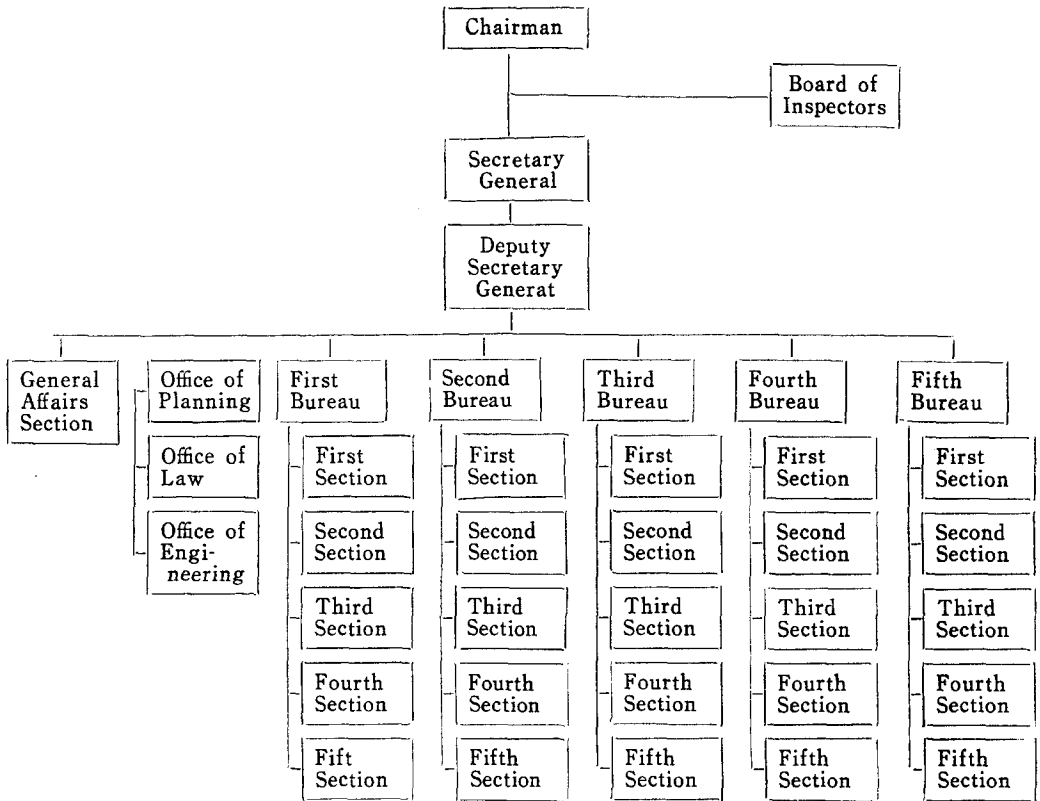 Chairman
Board of
Inspectors
Secretary
General
Deputy
Secretary
Generat
General
Affairs
Section
Office of
Planning
Office of
Law
Office of
Engi-
neering
First
Bureau
First
Section
Second
Section
Third
Section
Fourth
Section
Fift
Section
Second
Bureau
First
Section
Second
Section
Third
Section
Fourth
Section
Fifth
Section
Third
Bureau
First
Section
Second
Section
Third
Section
Fourth
Section
Fifth
Section
Fourth
Bureau
First
Section
Second
Section
Third
Section
Fourth
Section
Fifth
Section
Fifth
Bureau
First
Section
Second
Section
Third
Section
Fourth
Section
Fifth
Section